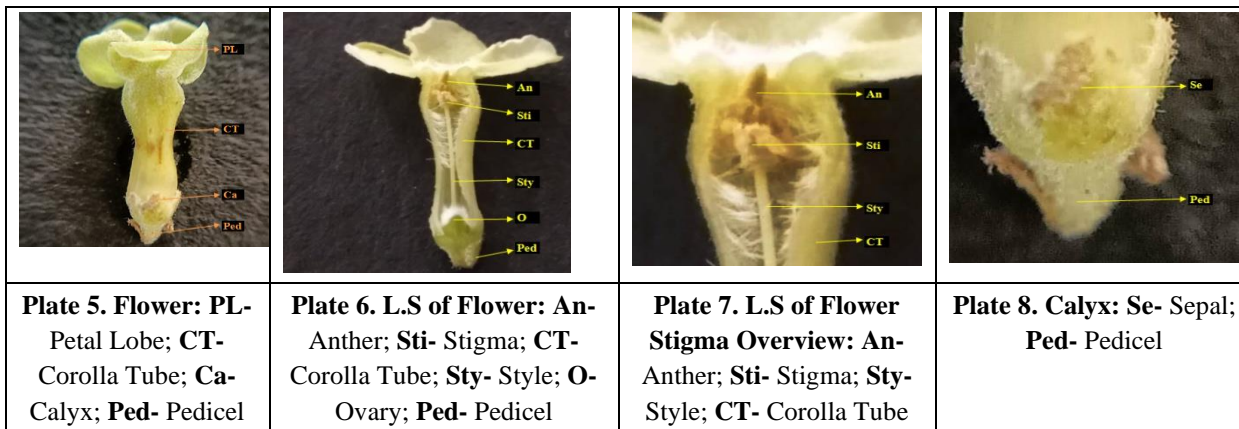 PL
CT
Ca
Ped
An
Sti
CT
Sty
O
Ped
An
Sti
Sty
CT
Se
Ped
Plate 5. Flower: PL-
Petal Lobe; CT-
Corolla Tube; Ca-
Calyx; Ped- Pedicel
Plate 6. L.S of Flower: An-
Anther; Sti- Stigma; CT-
Corolla Tube; Sty- Style; O-
Ovary; Ped- Pedicel
Plate 7. L.S of Flower
Stigma Overview: An-
Anther; Sti- Stigma; Sty-
Style; CT- Corolla Tube
Plate 8. Calyx: Se- Sepal;
Ped- Pedicel